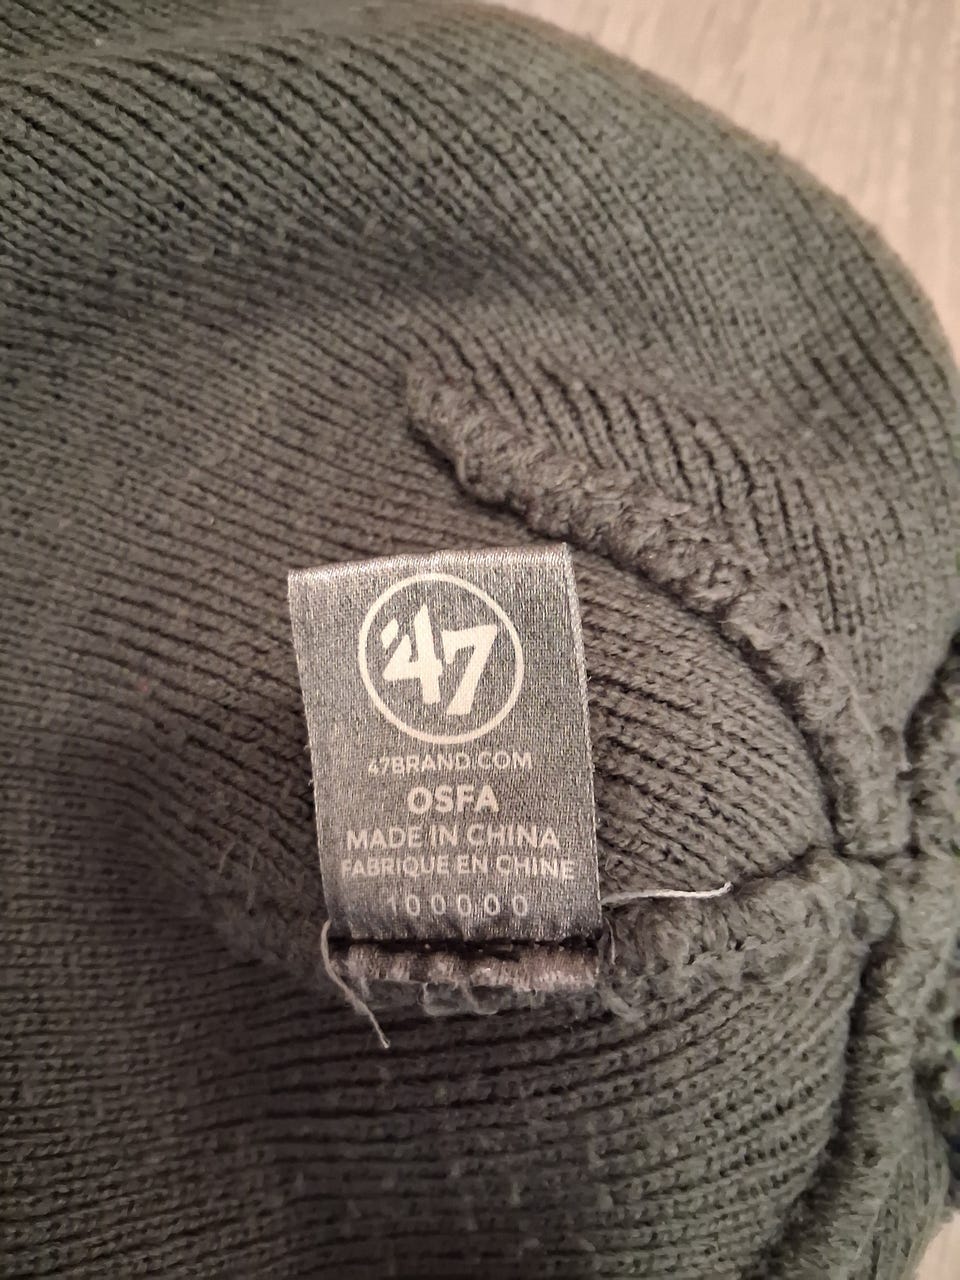 '47
47BRAND.COM
OSFA
MADE IN CHINA
FABRIQUE EN CHINE
100000